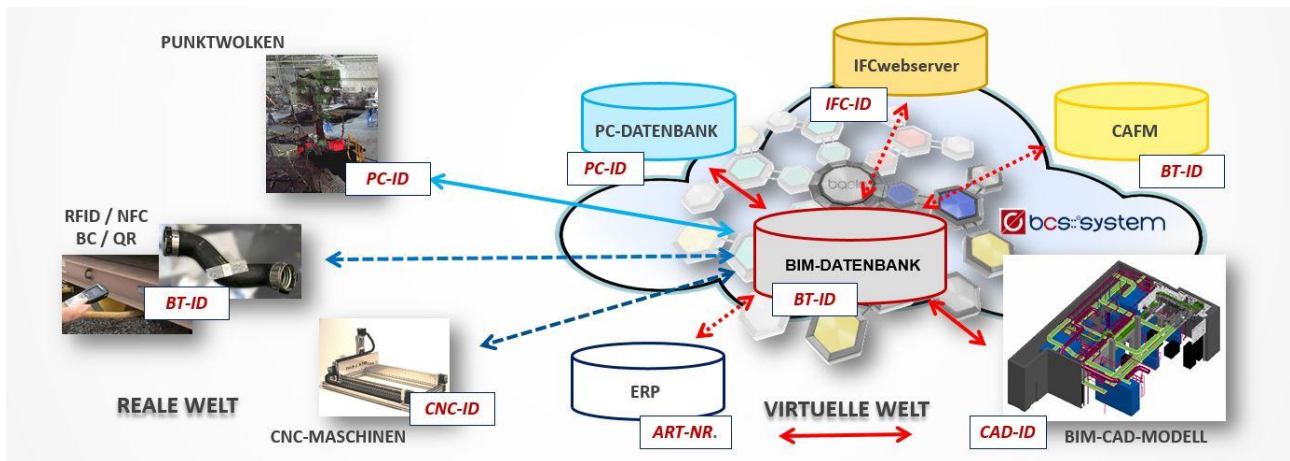 PUNKTWOLKEN
PC-ID
RFID / NFC
BC / QR
BT-ID
CNC-ID
REALE WELT
CNC-MASCHINEN
IFCwebserver
IFC-ID
PC-DATENBANK
PC-ID
CAFM
BT-ID
bcs::system
BIM-DATENBANK
BT-ID
ERP
ART-NR.
VIRTUELLE WELT
CAD-ID
BIM-CAD-MODELL